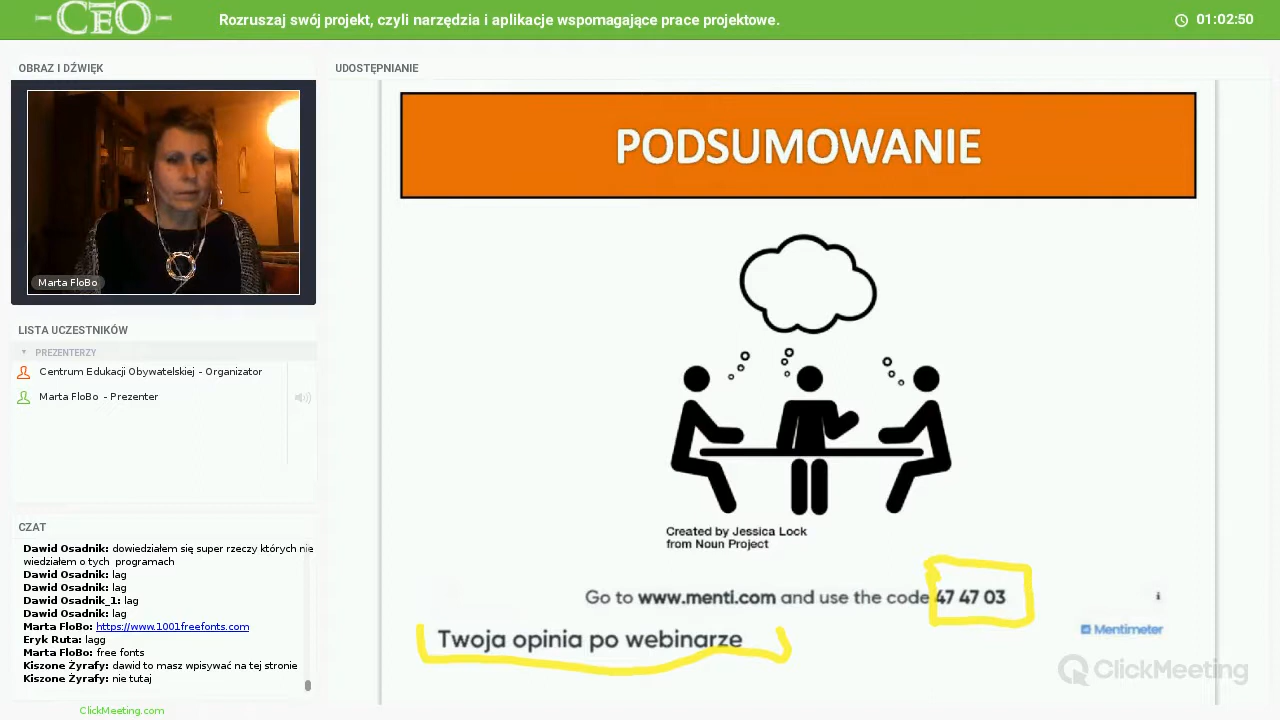 CEO
Rozruszaj swój projekt, czyli narzędzia i aplikacje wspomagające prace projektowe.
01:02:50
OBRAZ I DŹWIĘK
Marta FloBo
LISTA UCZESTNIKÓW
PREZENTERZY
Centrum Edukacji Obywatelskiej - Organizator
Marta FloBo - Prezenter
CZAT
Dawid Osadnik: dowiedziałem się super rzeczy których nie
wiedziałem o tych programach
Dawid Osadnik: lag
Dawid Osadnik: lag
Dawid Osadnik_1: lag
Dawid Osadnik: lag
Marta FloBo: https://www.1001freefonts.com
Eryk Ruta: lagg
Marta FloBo: free fonts
Kiszone Żyrafy: dawid to masz wpisywać na tej stronie
Kiszone Żyrafy: nie tutaj
ClickMeeting.com
UDOSTĘPNIANIE
PODSUMOWANIE
Created by Jessica Lock
from Noun Project
Go to www.menti.com and use the code 47 47 03
Twoja opinia po webinarze
Mentimeter
ClickMeeting